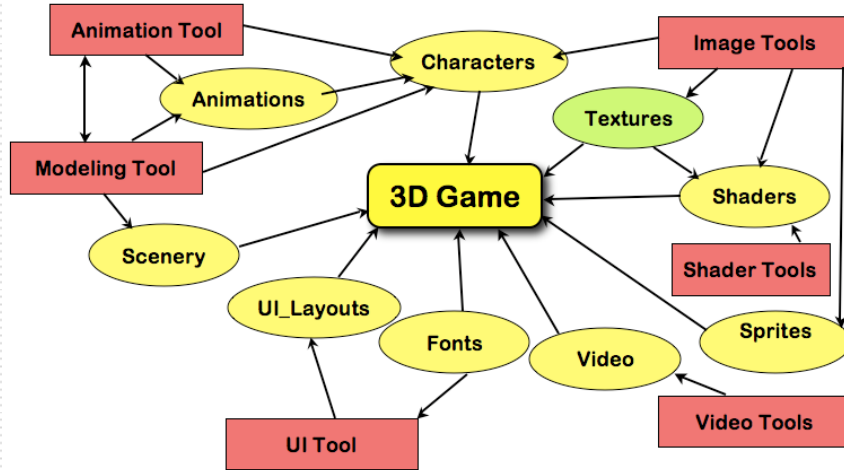 Animation Tool
Image Tools
Characters
Animations
Textures
Modeling Tool
3D Game
Shaders
Scenery
Shader Tools
UI_Layouts
Fonts
Video
Sprites
UI Tool
Video Tools